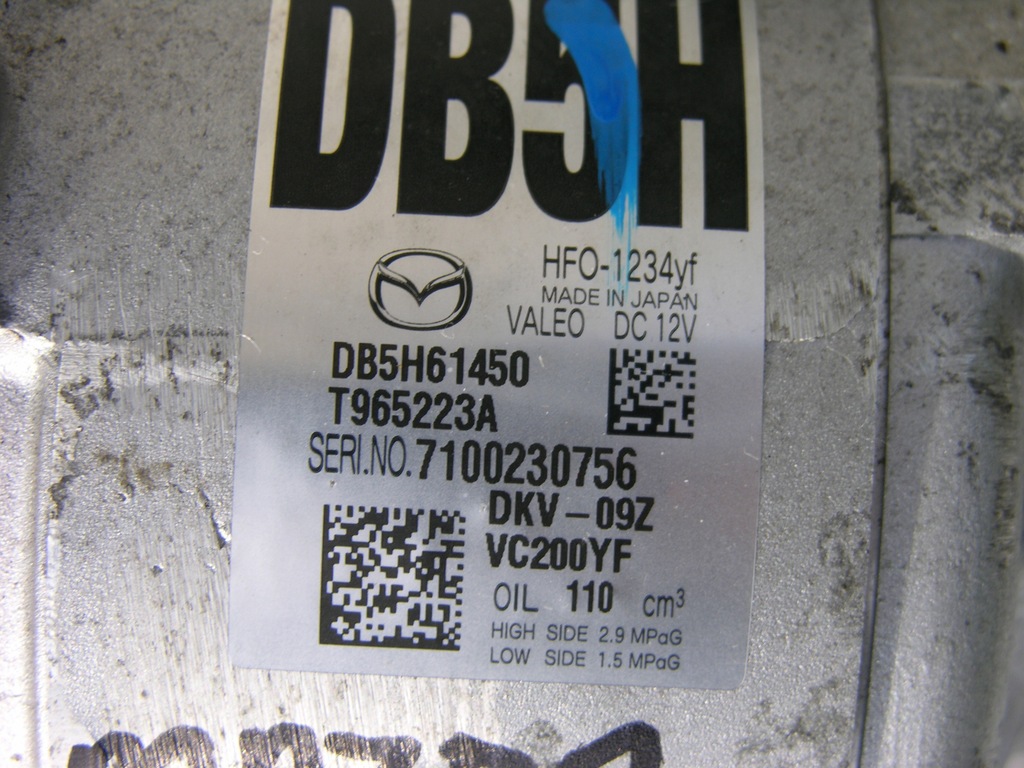 DB5H
HFO-1234yf
MADE IN JAPAN
VALEO DC 12V
DB5H61450
T965223A
SERI.NO.7100230756
DKV-09Z
VC200YF
OIL 110 cm³
HIGH SIDE 2.9 MPaG
LOW SIDE 1.5 MPaG